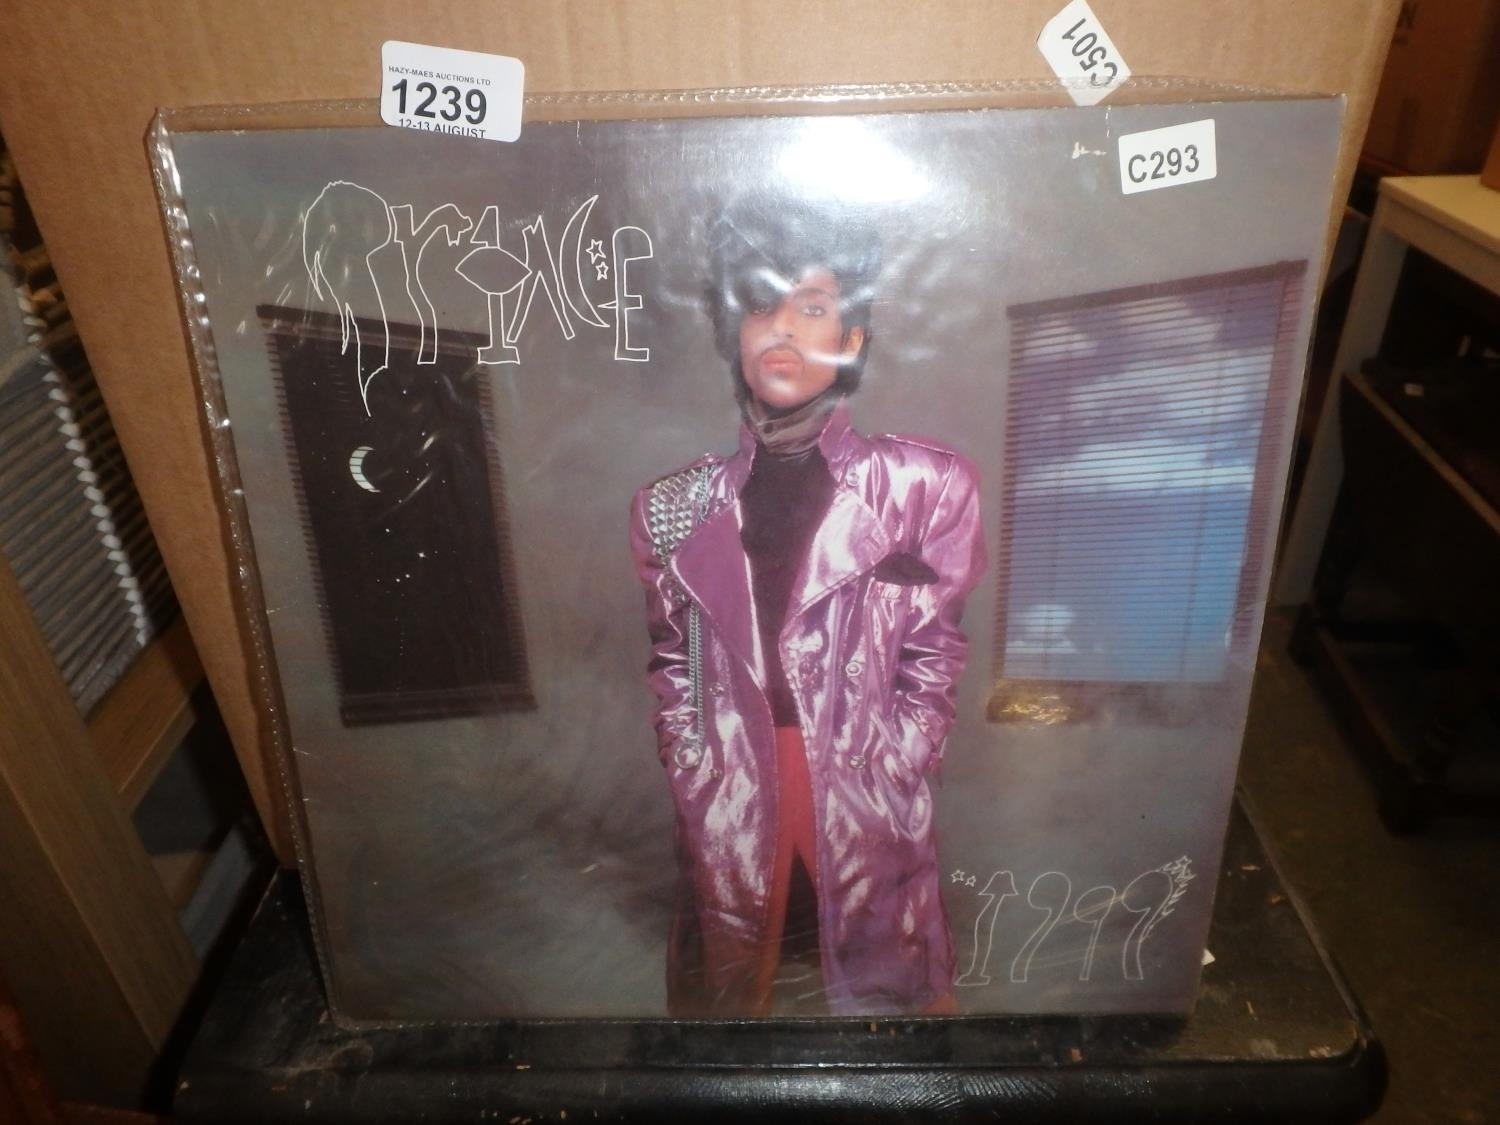 HAZY-MAES AUCTIONS LTD
1239
12-13 AUGUST
C501
C293
PRINCE
"1999